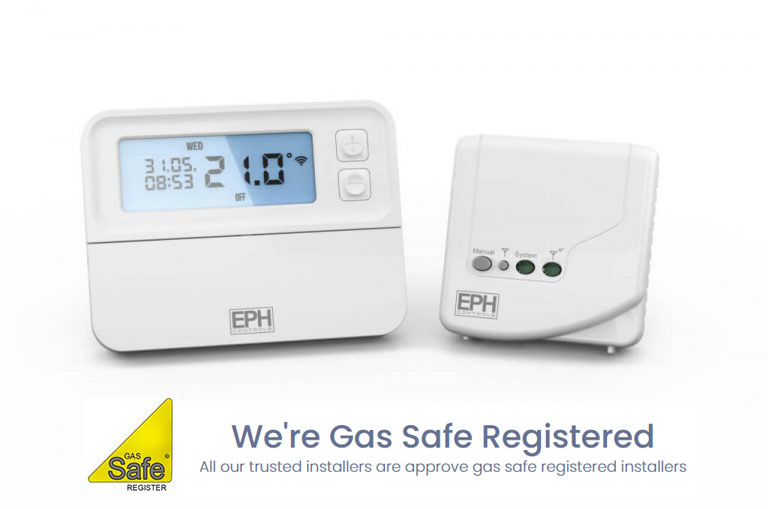 WED
31.05.
08:53
21.0°
OFF
EPH
CONTROLS
Manual
System
EPH
CONTROLS
GAS
Safe
REGISTER
We're Gas Safe Registered
All our trusted installers are approve gas safe registered installers